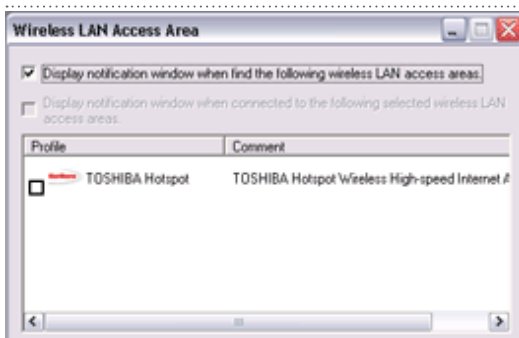 Wireless LAN Access Area
Display notification window when find the following wireless LAN access areas.
Display notification window when connected to the following selected wireless LAN
access areas.
Profile Comment
TOSHIBA Hotspot TOSHIBA Hotspot Wireless High-speed Internet A